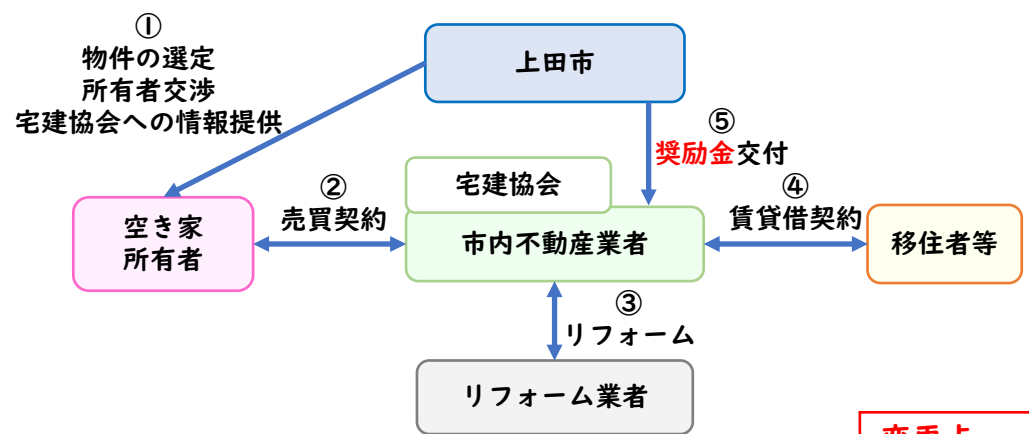 ①
物件の選定
所有者交渉
宅建協会への情報提供
上田市
⑤
奨励金交付
宅建協会
②
売買契約
④
賃貸借契約
空き家
所有者
市内不動産業者
移住者等
③
リフォーム
リフォーム業者
変更点